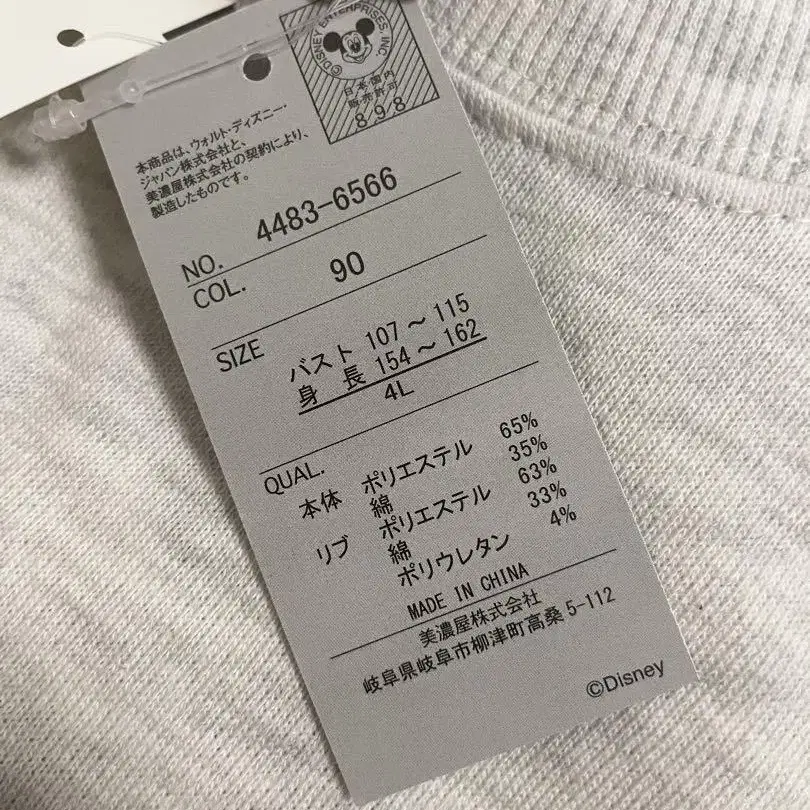 ©DISNEY ENTERPRISES, INC.
日本国内
販売許可
898
本商品は、ウォルト・ディズニー・
ジャパン株式会社と、
美濃屋株式会社の契約により、
製造したものです。
NO. 4483-6566
COL. 90
SIZE バスト 107～115
身長 154～162
4L
QUAL.
本体 ポリエステル 65%
綿 35%
リブ ポリエステル 63%
綿 33%
ポリウレタン 4%
MADE IN CHINA
美濃屋株式会社
岐阜県岐阜市柳津町高桑5-112
©Disney